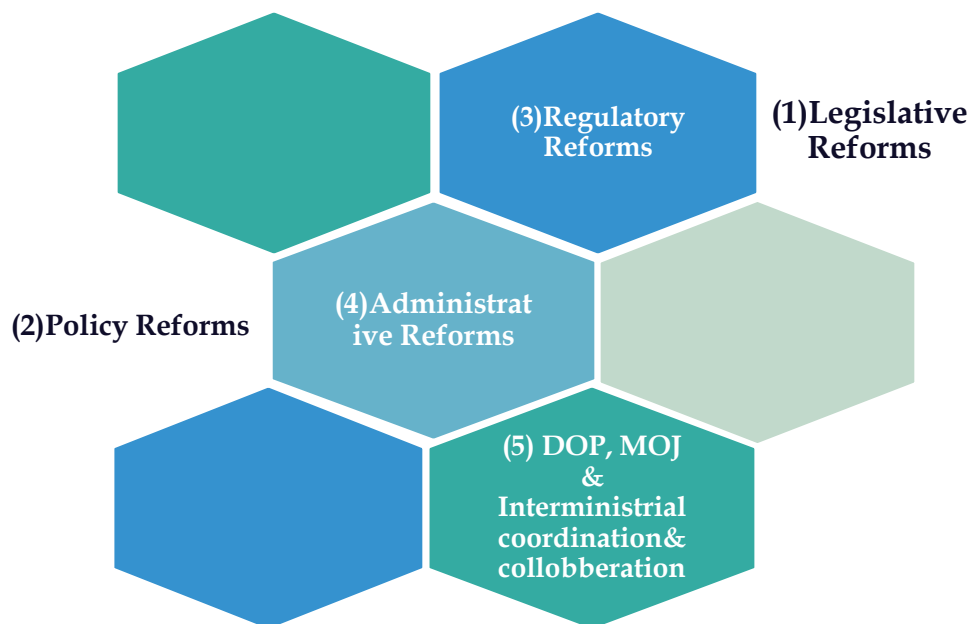 (3)Regulatory
Reforms
(1)Legislative
Reforms
(2)Policy Reforms
(4)Administrat
ive Reforms
(5) DOP, MOJ
&
Interministrial
coordination&
collobberation